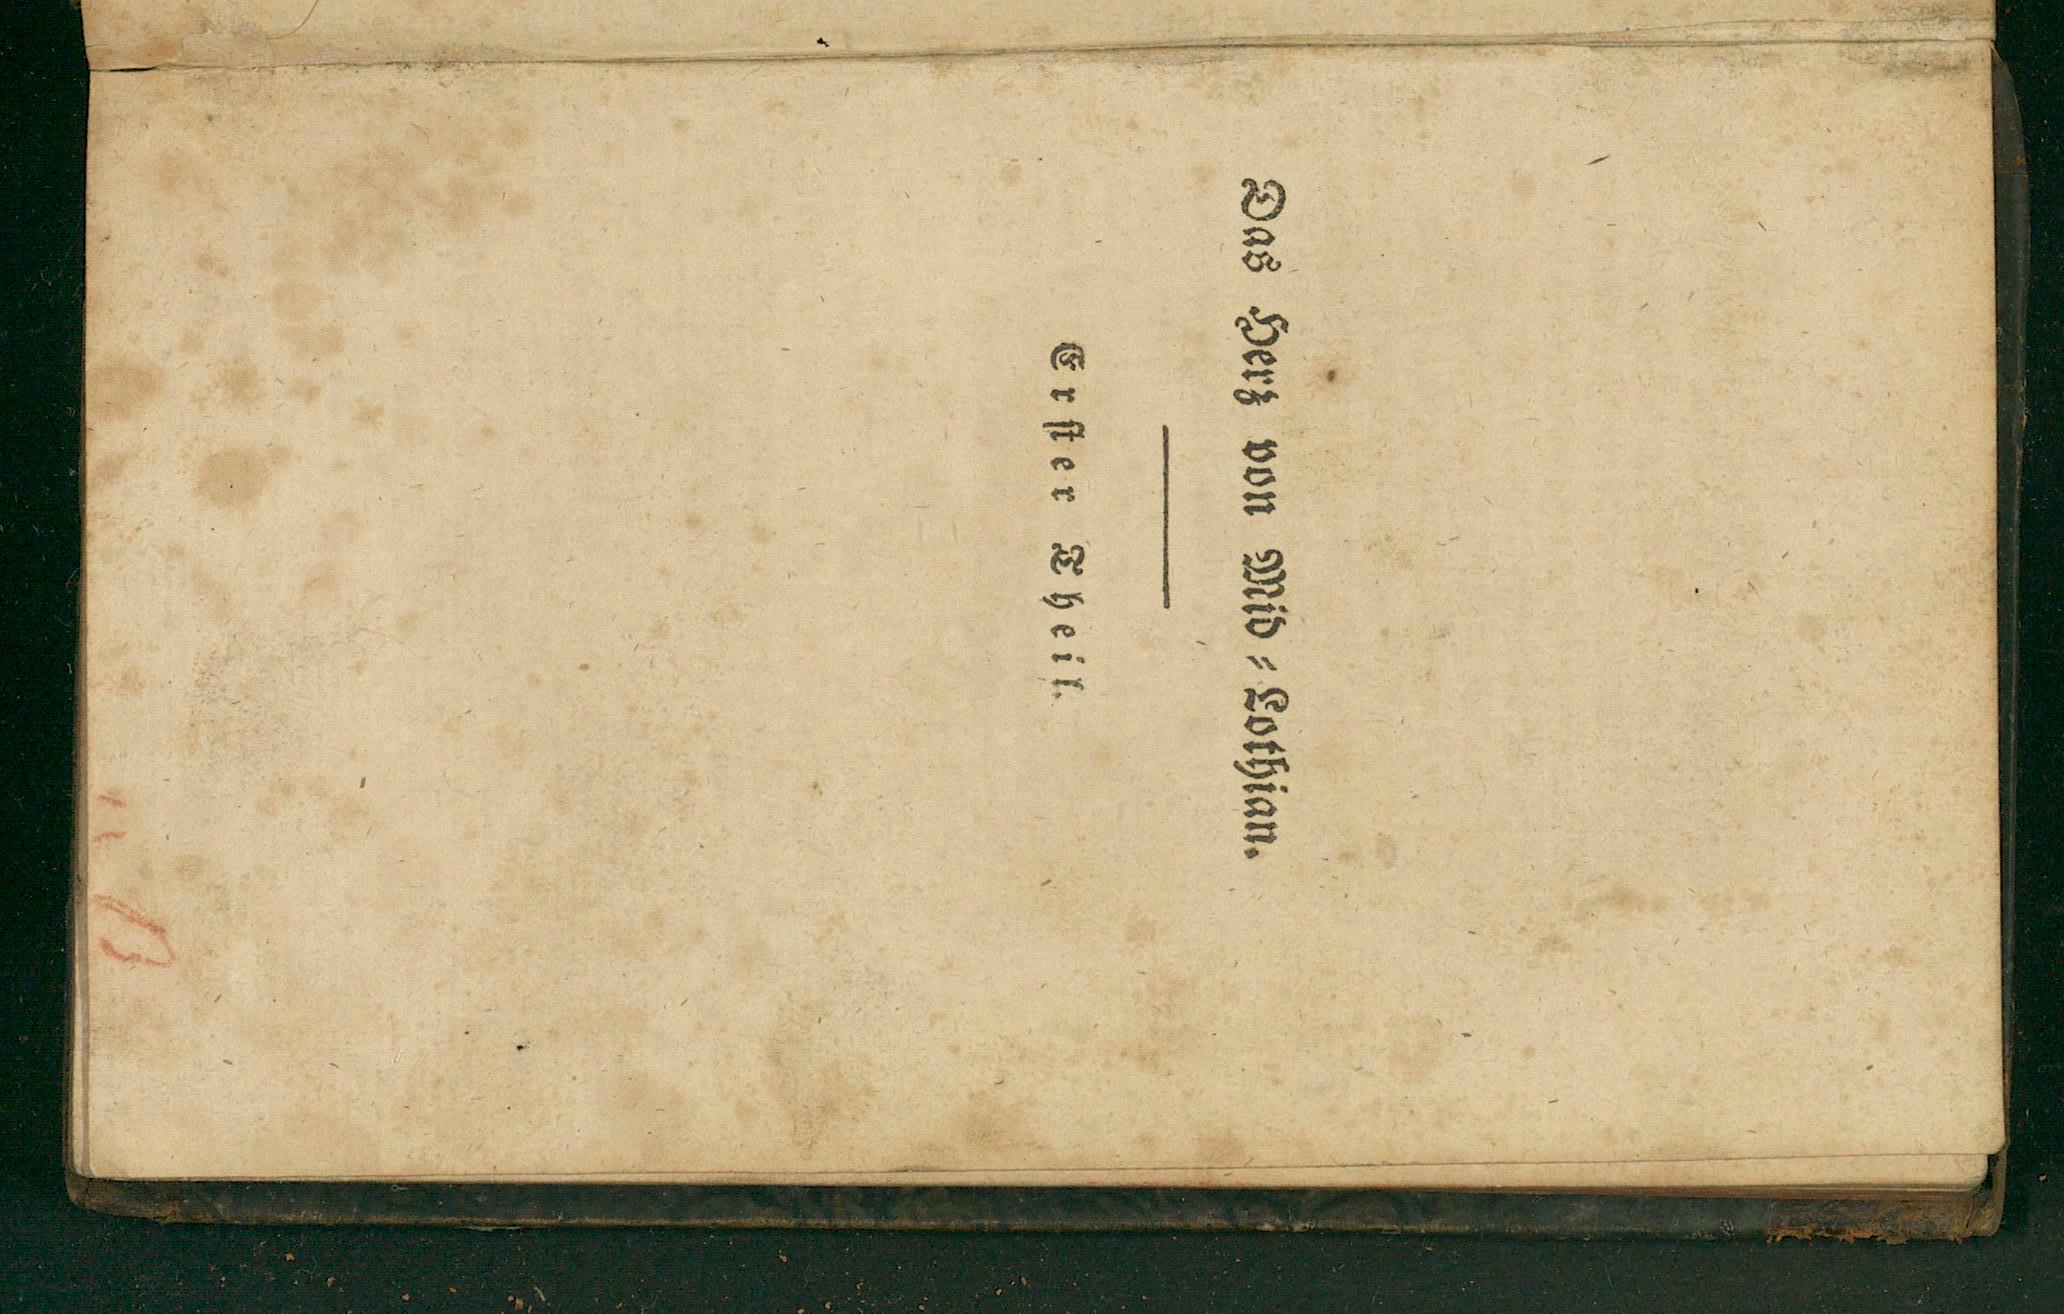 Das Herz von Mid⸗Lothian.
Erſter Theil.